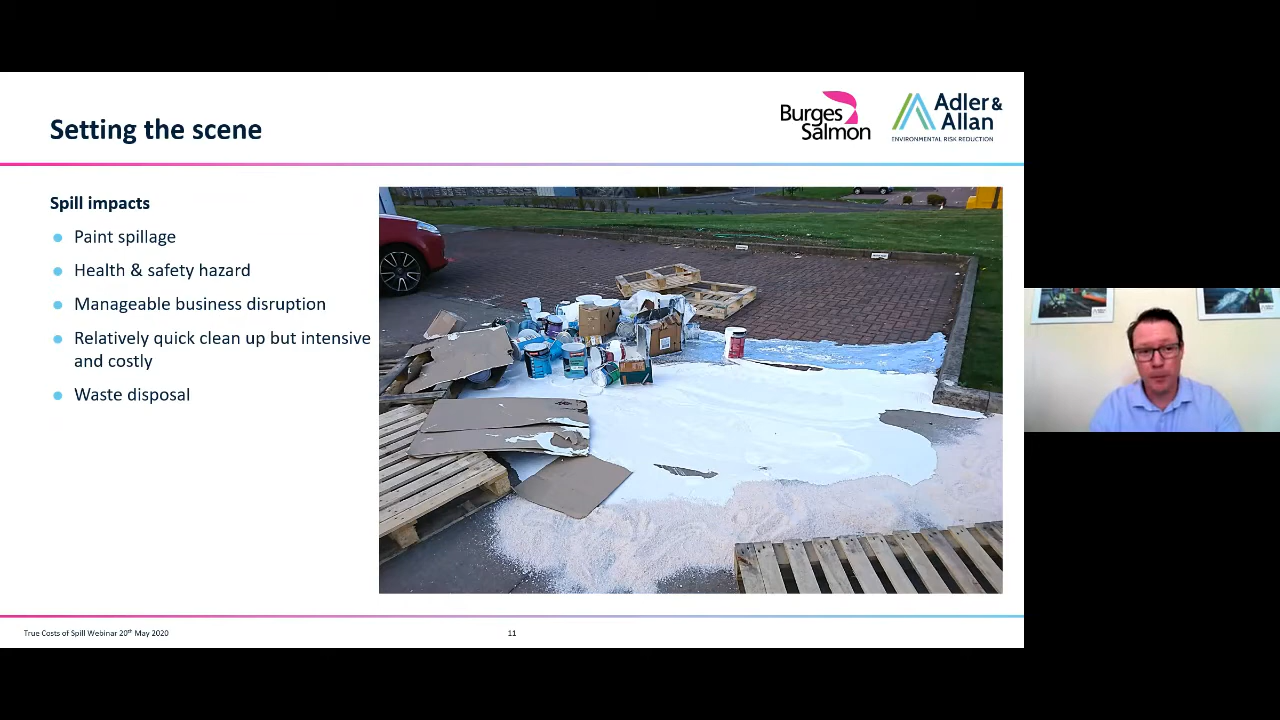 Setting the scene
Burges
Salmon
Adler &
Allan
ENVIRONMENTAL RISK REDUCTION
Spill impacts
Paint spillage
Health & safety hazard
Manageable business disruption
Relatively quick clean up but intensive
and costly
Waste disposal
True Costs of Spill Webinar 20th May 2020
11